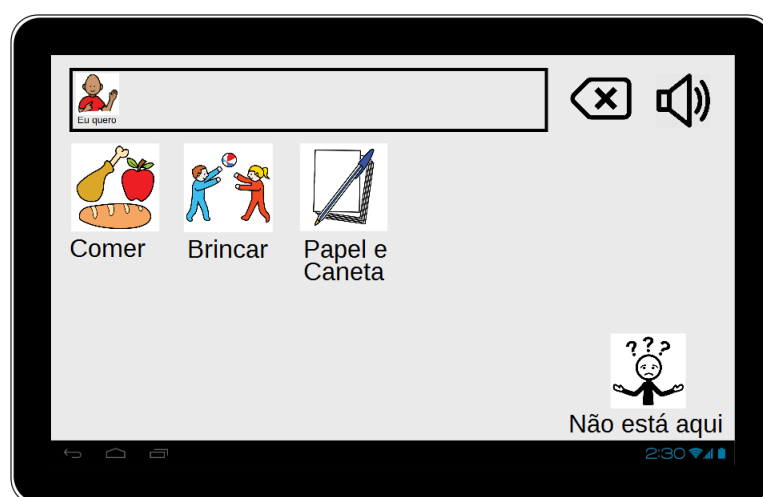 Eu quero
Comer
Brincar
Papel e
Caneta
? ? ?
Não está aqui
2:30